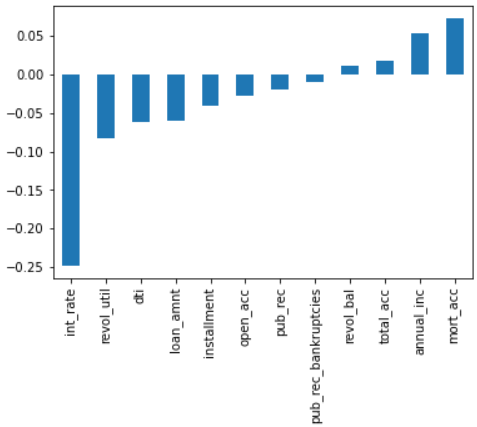 0.05
0.00
−0.05
−0.10
−0.15
−0.20
−0.25
int_rate
revol_util
dti
loan_amnt
installment
open_acc
pub_rec
pub_rec_bankruptcies
revol_bal
total_acc
annual_inc
mort_acc